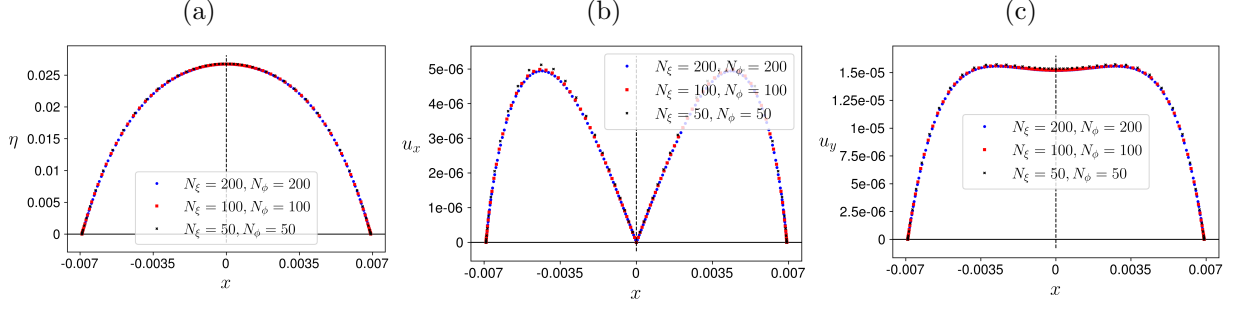 (a)
0.025
0.02
0.015
0.01
0.005
0
η
N_ξ = 200, N_ϕ = 200
N_ξ = 100, N_ϕ = 100
N_ξ = 50, N_ϕ = 50
-0.007 -0.0035 0 0.0035 0.007
x
(b)
5e-06
4e-06
3e-06
2e-06
1e-06
0
u_x
N_ξ = 200, N_ϕ = 200
N_ξ = 100, N_ϕ = 100
N_ξ = 50, N_ϕ = 50
-0.007 -0.0035 0 0.0035 0.007
x
(c)
1.5e-05
1.25e-05
1e-05
7.5e-06
5e-06
2.5e-06
0
u_y
N_ξ = 200, N_ϕ = 200
N_ξ = 100, N_ϕ = 100
N_ξ = 50, N_ϕ = 50
-0.007 -0.0035 0 0.0035 0.007
x